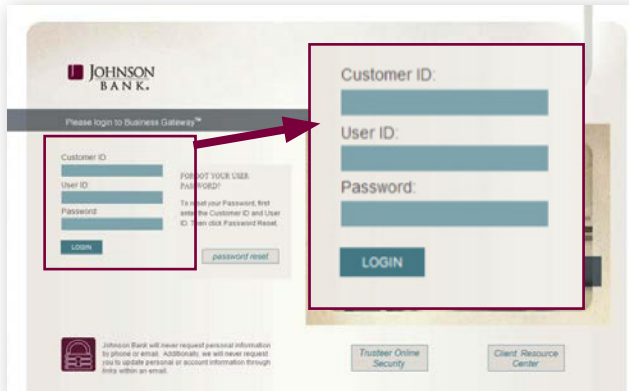 JOHNSON
BANK.
Please login to Business Gateway™
Customer ID:
User ID:
Password:
LOGIN
FORGOT YOUR USER
PASSWORD?
To reset your Password, first
enter the Customer ID and User
ID. Then click Password Reset.
password reset
Customer ID:
User ID:
Password:
LOGIN
Johnson Bank will never request personal information
by phone or email. Additionally, we will never request
you to update personal or account information through
links within an email.
Trusteer Online
Security
Client Resource
Center